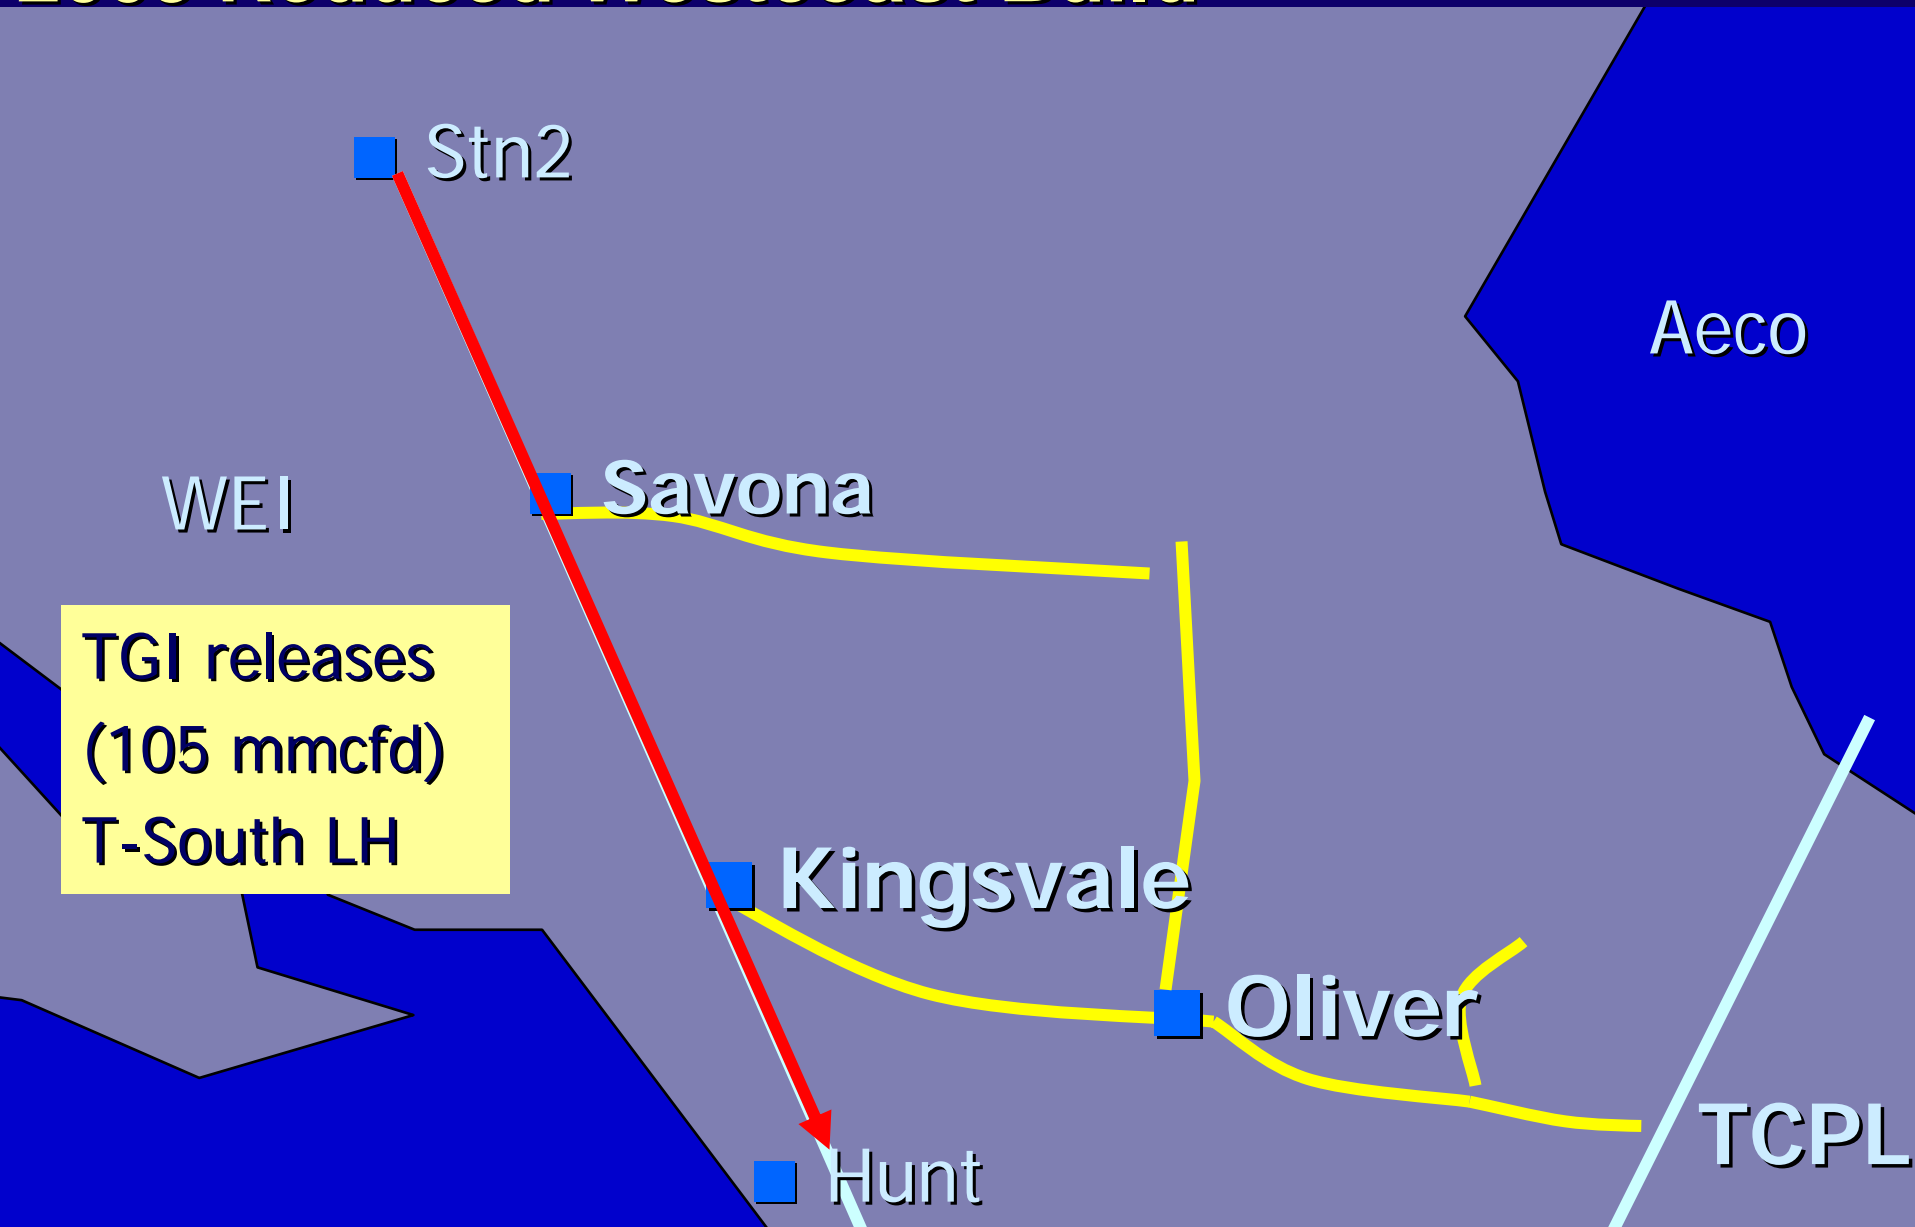 Stn2
Aeco
Savona
WEI
TGI releases
(105 mmcfd)
T-South LH
Kingsvale
Oliver
TCPL
Hunt